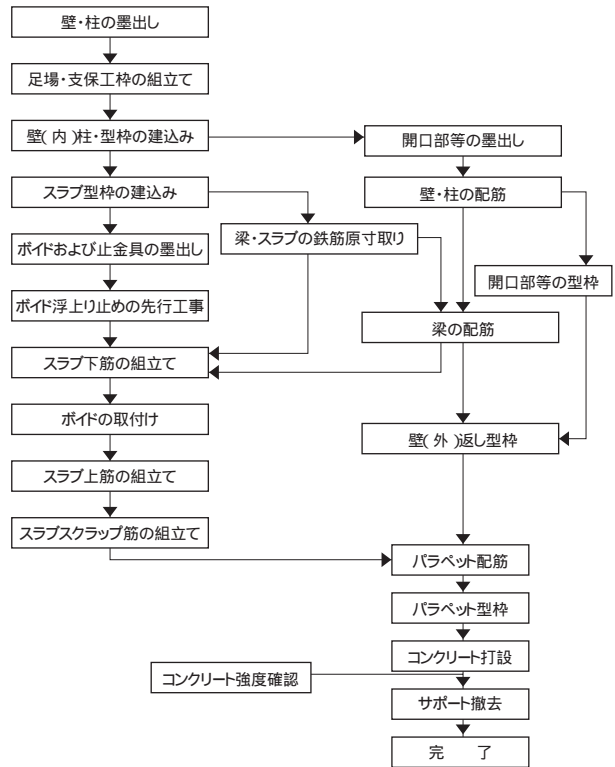 壁・柱の墨出し
足場・支保工枠の組立て
壁(内)柱・型枠の建込み
開口部等の墨出し
スラブ型枠の建込み
壁・柱の配筋
梁・スラブの鉄筋原寸取り
ボイドおよび止金具の墨出し
開口部等の型枠
ボイド浮上り止めの先行工事
梁の配筋
スラブ下筋の組立て
ボイドの取付け
壁(外)返し型枠
スラブ上筋の組立て
スラブスクラップ筋の組立て
パラペット配筋
パラペット型枠
コンクリート打設
コンクリート強度確認
サポート撤去
完 了